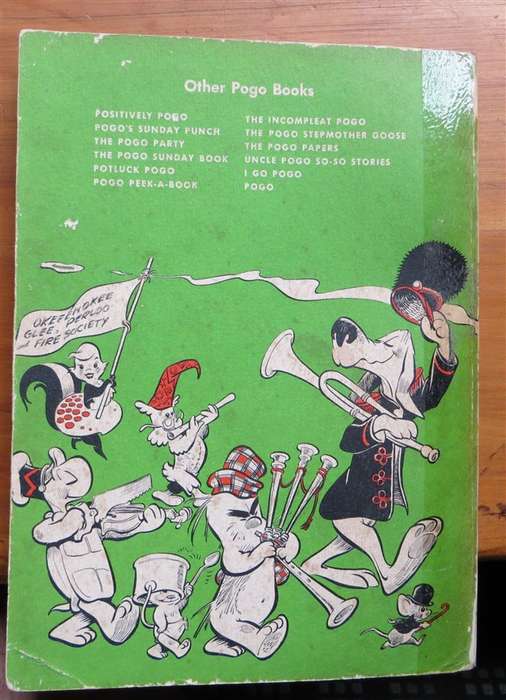 Other Pogo Books
POSITIVELY POGO
POGO'S SUNDAY PUNCH
THE POGO PARTY
THE POGO SUNDAY BOOK
POTLUCK POGO
POGO PEEK-A-BOOK
THE INCOMPLEAT POGO
THE POGO STEPMOTHER GOOSE
THE POGO PAPERS
UNCLE POGO SO-SO STORIES
I GO POGO
POGO
OKEEFENOKEE
GLEE & PERLOO
FIRE SOCIETY